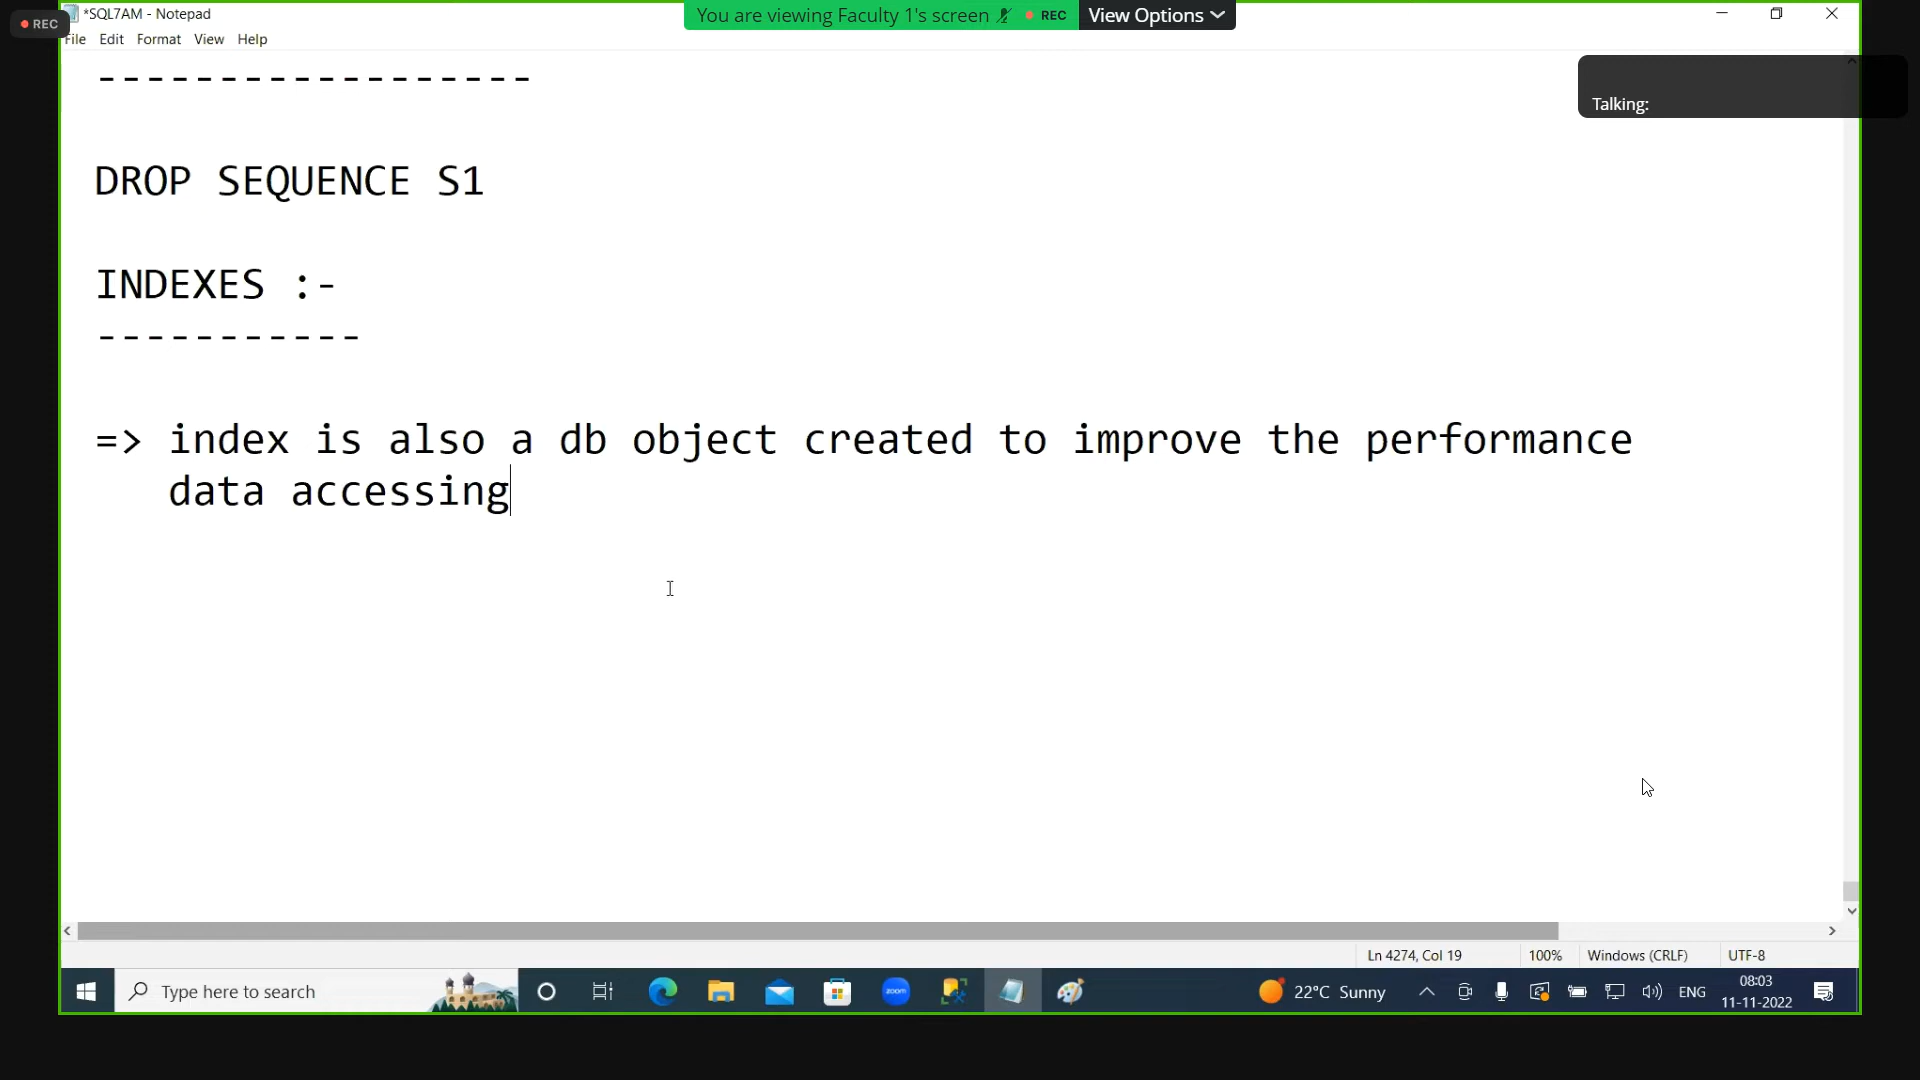 REC
*SQL7AM - Notepad
You are viewing Faculty 1's screen REC View Options
File Edit Format View Help
Talking:
------------------
DROP SEQUENCE S1
INDEXES :-
-----------
=> index is also a db object created to improve the performance
data accessing
Ln 4274, Col 19 100% Windows (CRLF) UTF-8
Type here to search
zoom
22°C Sunny
ENG
08:03
11-11-2022